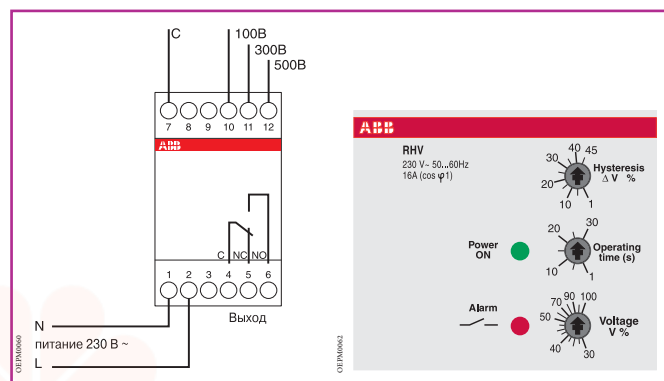 C
100В
300В
500В
7 8 9 10 11 12
ABB
C NC NO
1 2 3 4 5 6
Выход
N
питание 230 В ~
L
OEPM0060
ABB
RHV
230 V~ 50...60Hz
16A (cos φ1)
40 45
30
20
10 1
Hysteresis
Δ V %
Power
ON
30
20
10
1
Operating
time (s)
Alarm
70 90 100
50
40
30
Voltage
V %
OEPM0062